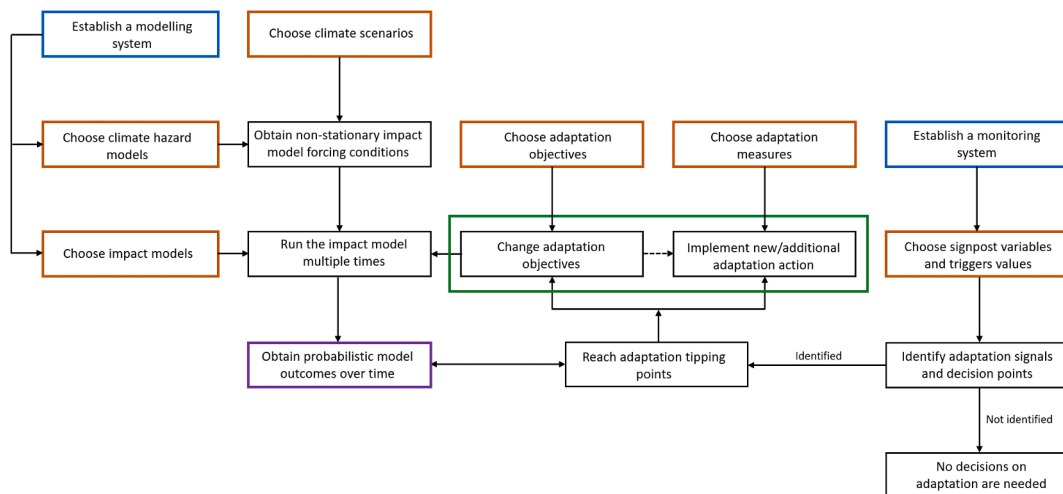 Establish a modelling
system
Choose climate scenarios
Choose climate hazard
models
Obtain non-stationary impact
model forcing conditions
Choose adaptation
objectives
Choose adaptation
measures
Establish a monitoring
system
Choose impact models
Run the impact model
multiple times
Change adaptation
objectives
Implement new/additional
adaptation action
Choose signpost variables
and triggers values
Obtain probabilistic model
outcomes over time
Reach adaptation tipping
points
Identified
Identify adaptation signals
and decision points
Not identified
No decisions on
adaptation are needed